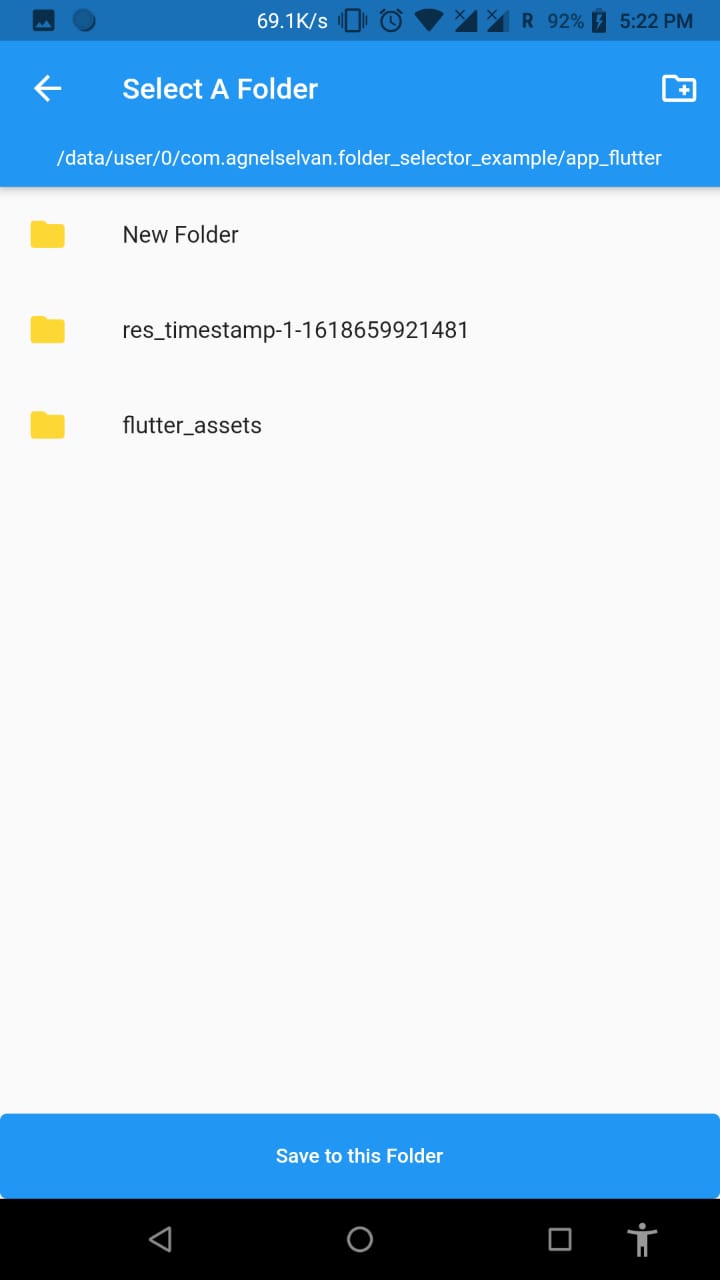 69.1K/s R 92% 5:22 PM
Select A Folder
/data/user/0/com.agnelselvan.folder_selector_example/app_flutter
New Folder
res_timestamp-1-1618659921481
flutter_assets
Save to this Folder